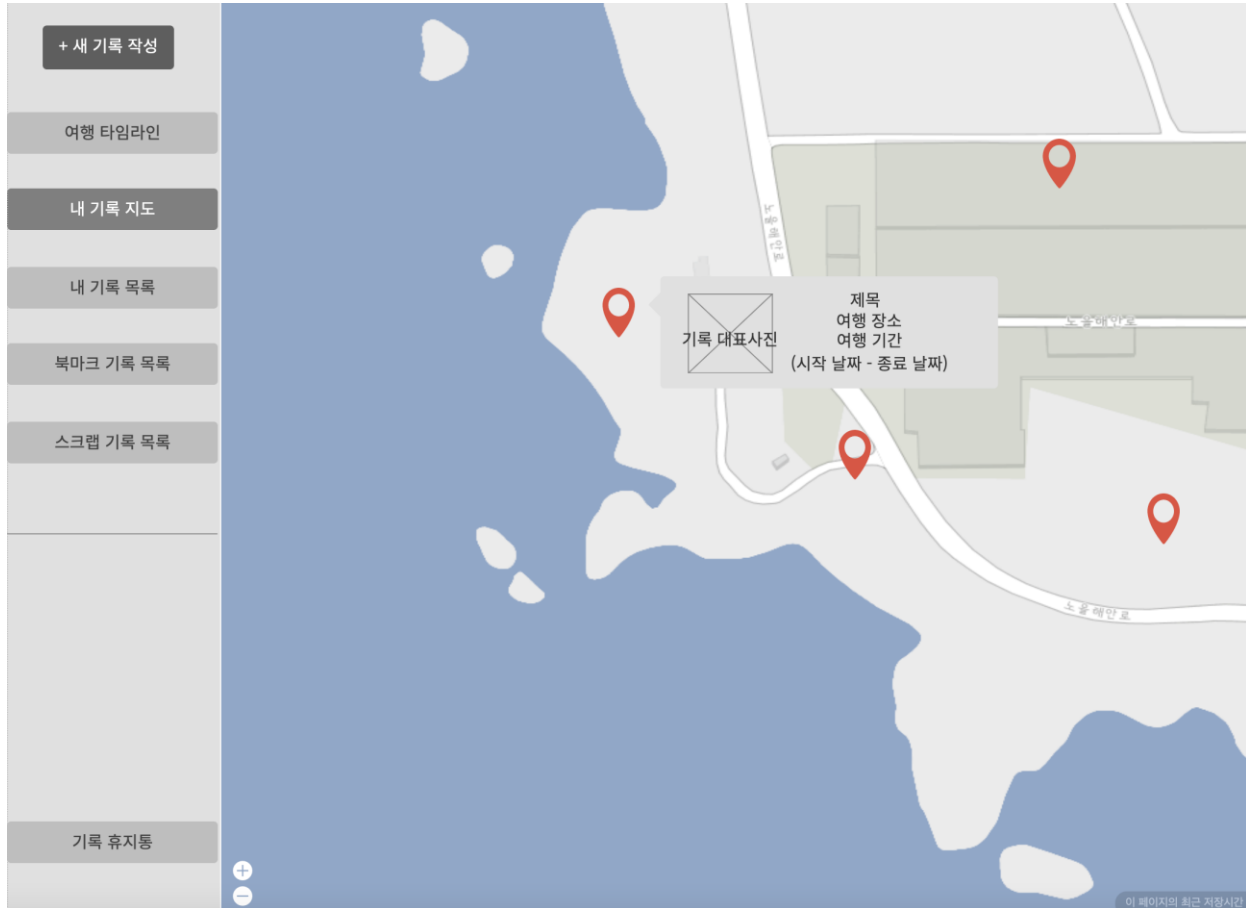 + 새 기록 작성
여행 타임라인
내 기록 지도
내 기록 목록
북마크 기록 목록
스크랩 기록 목록
기록 휴지통
노을해안로
기록 대표사진
제목
여행 장소
여행 기간
(시작 날짜 - 종료 날짜)
노을해안로
노을해안로
+
−
이 페이지의 최근 저장시간